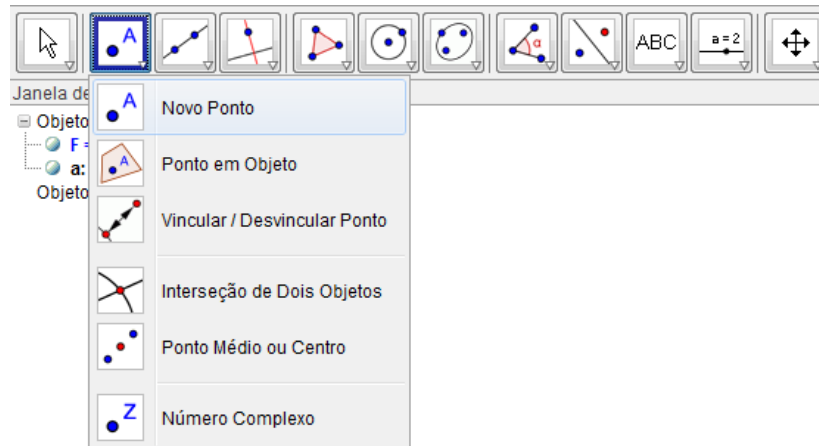 A
α
ABC
a=2
Janela de
Objeto
F =
a:
Objeto
A
Novo Ponto
A
Ponto em Objeto
Vincular / Desvincular Ponto
Interseção de Dois Objetos
Ponto Médio ou Centro
Z
Número Complexo